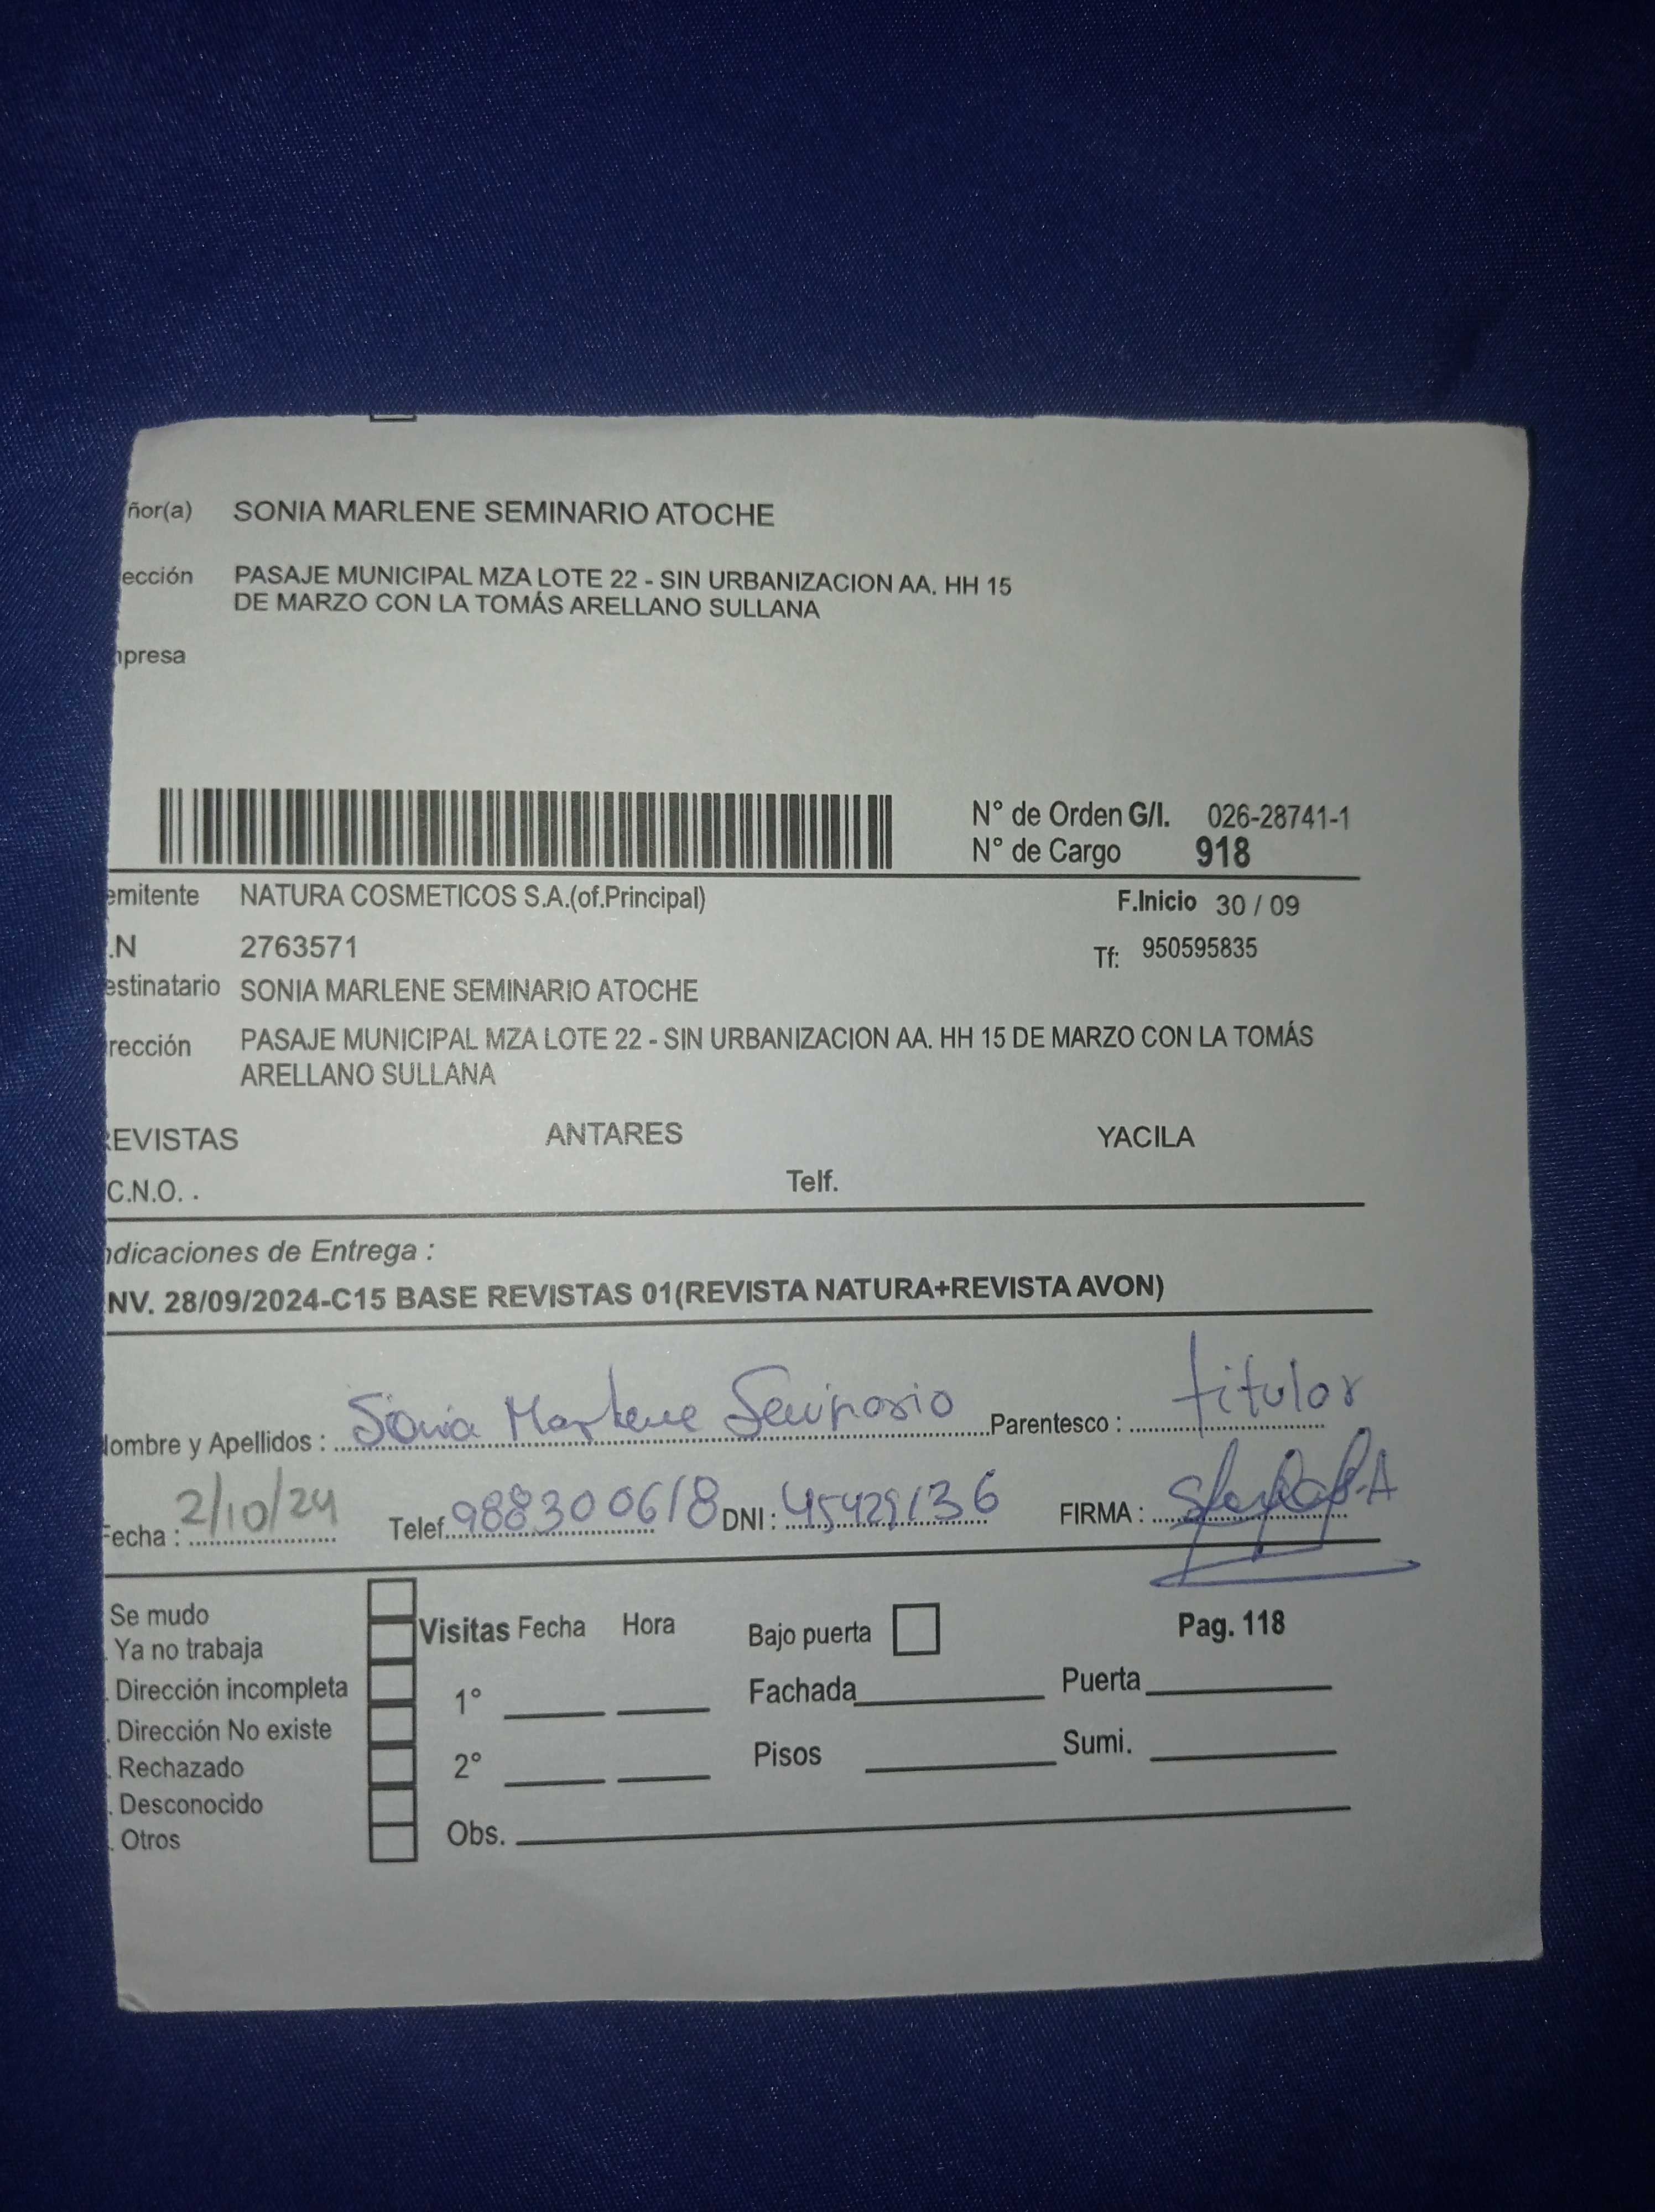 ñor(a) SONIA MARLENE SEMINARIO ATOCHE
ección PASAJE MUNICIPAL MZA LOTE 22 - SIN URBANIZACION AA. HH 15
DE MARZO CON LA TOMÁS ARELLANO SULLANA
presa
N° de Orden G/I. 026-28741-1
N° de Cargo 918
emitente NATURA COSMETICOS S.A.(of.Principal) F.Inicio 30 / 09
.N 2763571 Tf: 950595835
estinatario SONIA MARLENE SEMINARIO ATOCHE
rección PASAJE MUNICIPAL MZA LOTE 22 - SIN URBANIZACION AA. HH 15 DE MARZO CON LA TOMÁS
ARELLANO SULLANA
EVISTAS ANTARES YACILA
C.N.O. . Telf.
dicaciones de Entrega :
NV. 28/09/2024-C15 BASE REVISTAS 01(REVISTA NATURA+REVISTA AVON)
ombre y Apellidos : Sonia Marlene Seminario Parentesco : titular
Fecha : 2/10/24 Telef. 988300618 DNI : 45429136 FIRMA :
Se mudo
Ya no trabaja
Dirección incompleta
Dirección No existe
Rechazado
Desconocido
Otros
Visitas Fecha Hora Bajo puerta Pag. 118
1° Fachada Puerta
2° Pisos Sumi.
Obs.